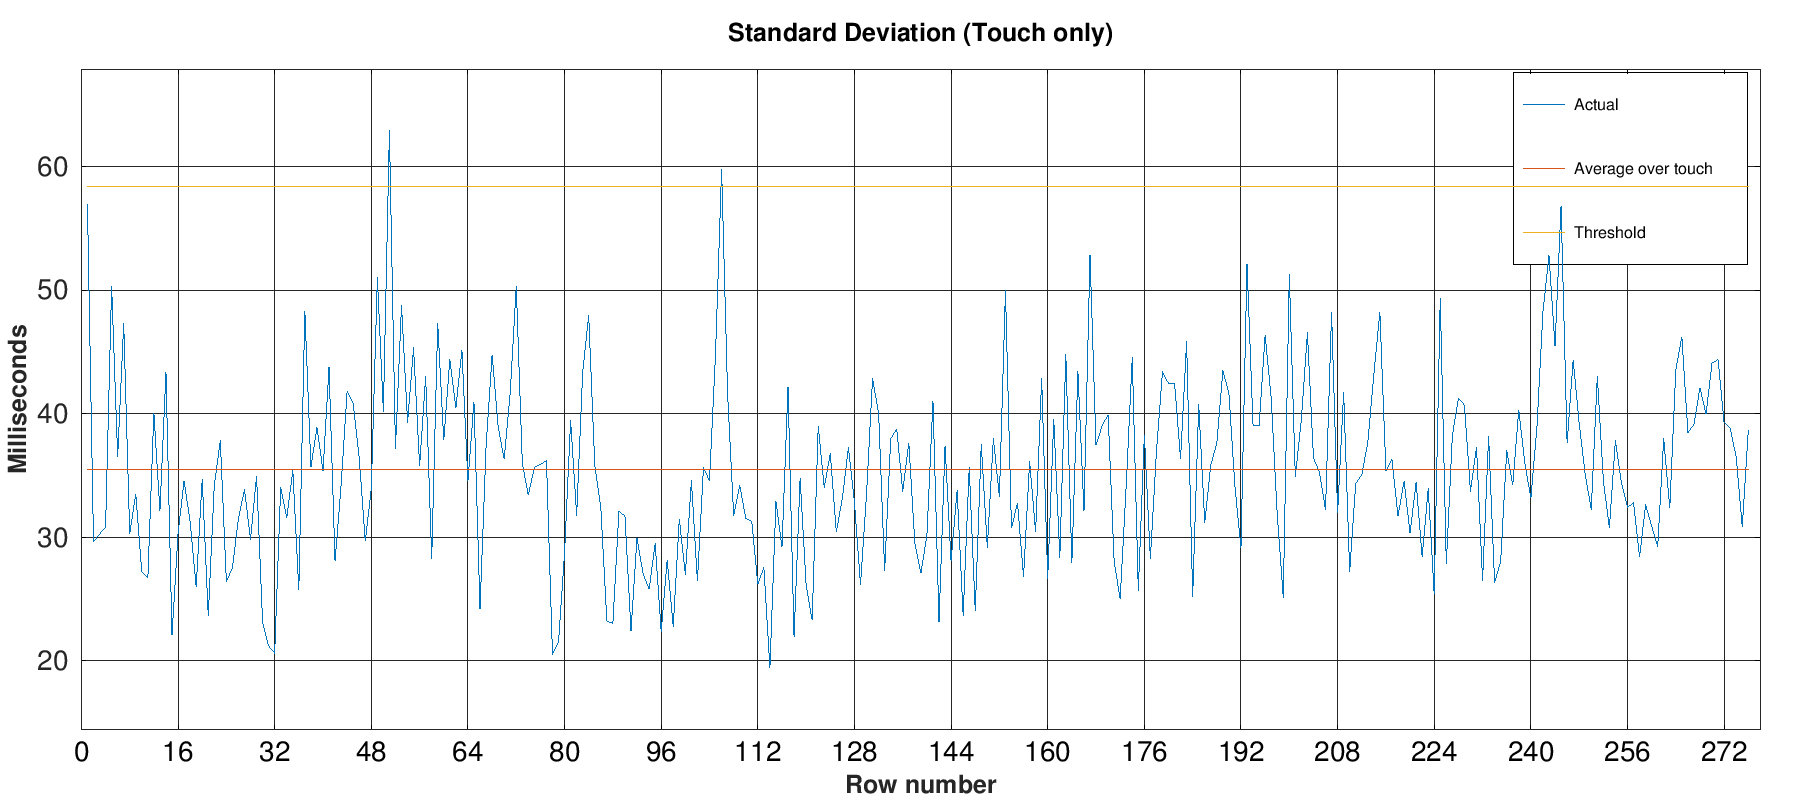 Standard Deviation (Touch only)
Actual
Average over touch
Threshold
60
50
40
30
20
Milliseconds
0 16 32 48 64 80 96 112 128 144 160 176 192 208 224 240 256 272
Row number